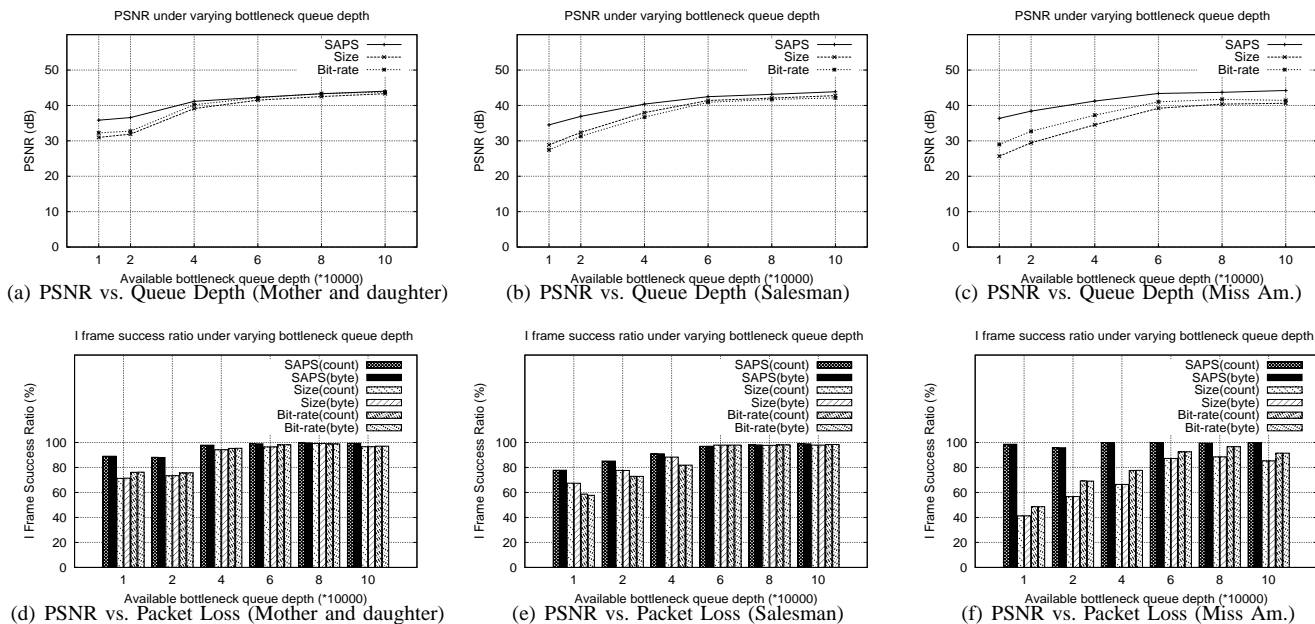 PSNR under varying bottleneck queue depth
SAPS
Size
Bit-rate
PSNR (dB)
60
50
40
30
20
10
0
1 2 4 6 8 10
Available bottleneck queue depth (*10000)
(a) PSNR vs. Queue Depth (Mother and daughter)
PSNR under varying bottleneck queue depth
SAPS
Size
Bit-rate
PSNR (dB)
60
50
40
30
20
10
0
1 2 4 6 8 10
Available bottleneck queue depth (*10000)
(b) PSNR vs. Queue Depth (Salesman)
PSNR under varying bottleneck queue depth
SAPS
Size
Bit-rate
PSNR (dB)
60
50
40
30
20
10
0
1 2 4 6 8 10
Available bottleneck queue depth (*10000)
(c) PSNR vs. Queue Depth (Miss Am.)
I frame success ratio under varying bottleneck queue depth
SAPS(count)
SAPS(byte)
Size(count)
Size(byte)
Bit-rate(count)
Bit-rate(byte)
I Frame Scuccess Ratio (%)
100
80
60
40
20
0
1 2 4 6 8 10
Available bottleneck queue depth (*10000)
(d) PSNR vs. Packet Loss (Mother and daughter)
I frame success ratio under varying bottleneck queue depth
SAPS(count)
SAPS(byte)
Size(count)
Size(byte)
Bit-rate(count)
Bit-rate(byte)
I Frame Scuccess Ratio (%)
100
80
60
40
20
0
1 2 4 6 8 10
Available bottleneck queue depth (*10000)
(e) PSNR vs. Packet Loss (Salesman)
I frame success ratio under varying bottleneck queue depth
SAPS(count)
SAPS(byte)
Size(count)
Size(byte)
Bit-rate(count)
Bit-rate(byte)
I Frame Scuccess Ratio (%)
100
80
60
40
20
0
1 2 4 6 8 10
Available bottleneck queue depth (*10000)
(f) PSNR vs. Packet Loss (Miss Am.)